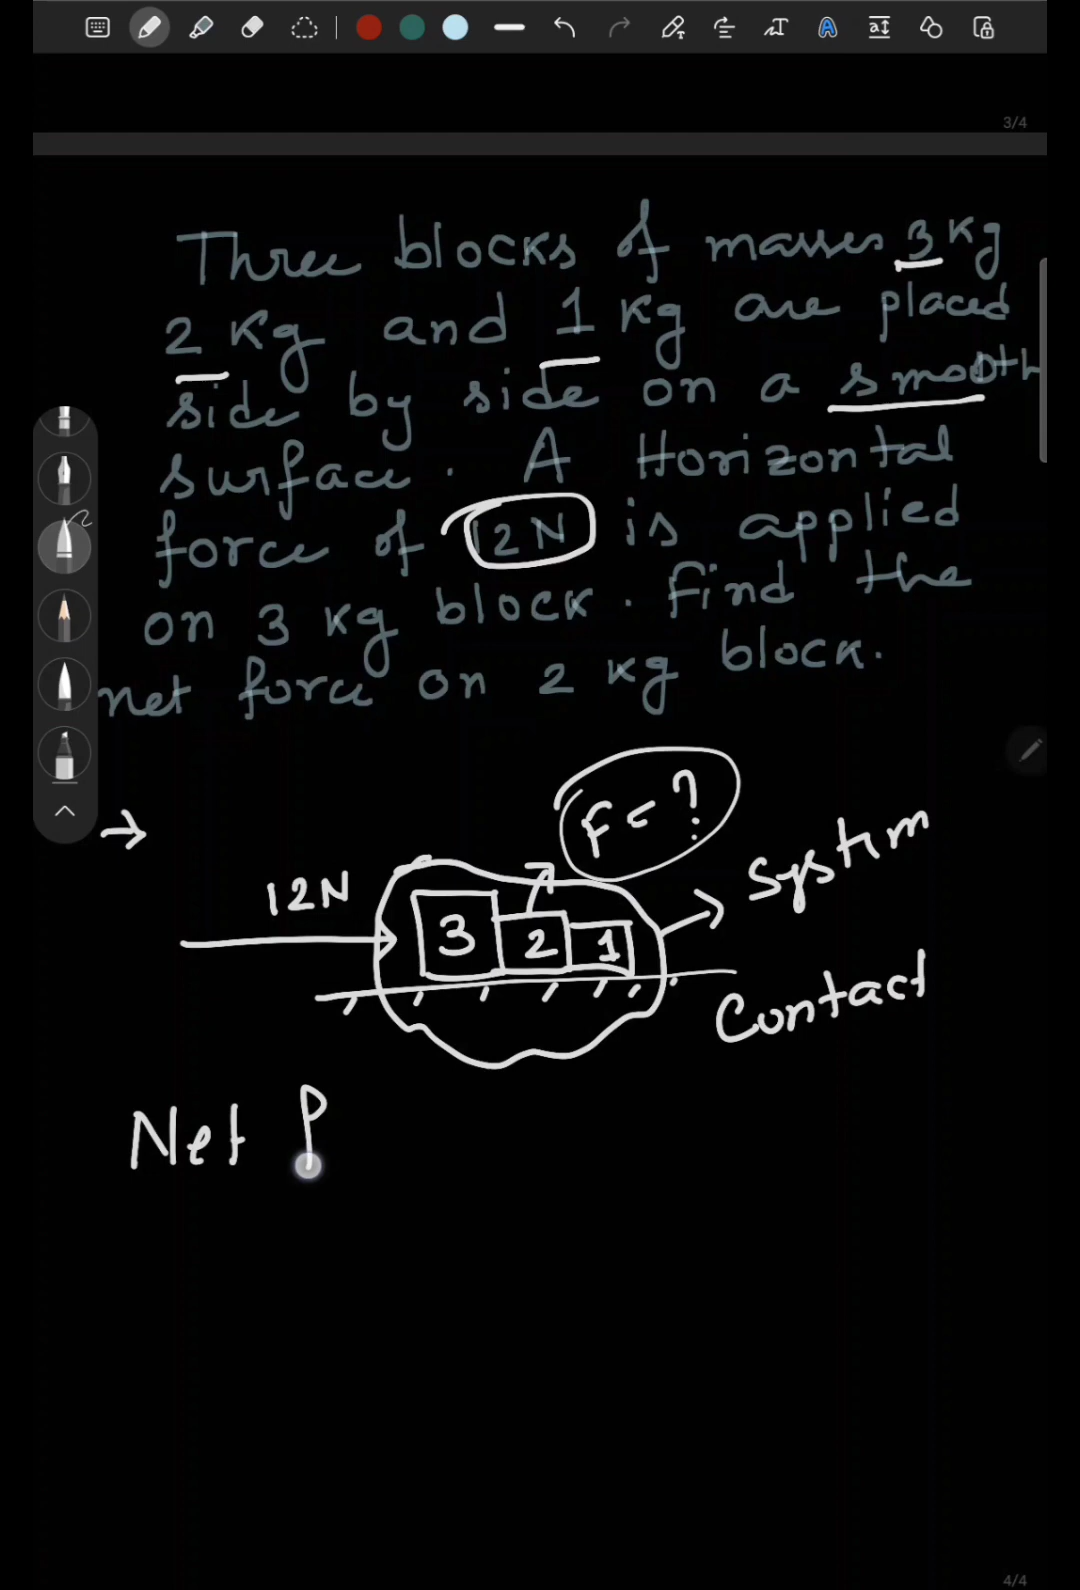 3/4
Three blocks of masses 3 Kg
2 Kg and 1 Kg are placed
side by side on a smooth
surface. A Horizontal
force of 12N is applied
on 3 kg block. Find the
net force on 2 kg block.
→
F = ?
System
12N
3 2 1
Contact
Net P
4/4